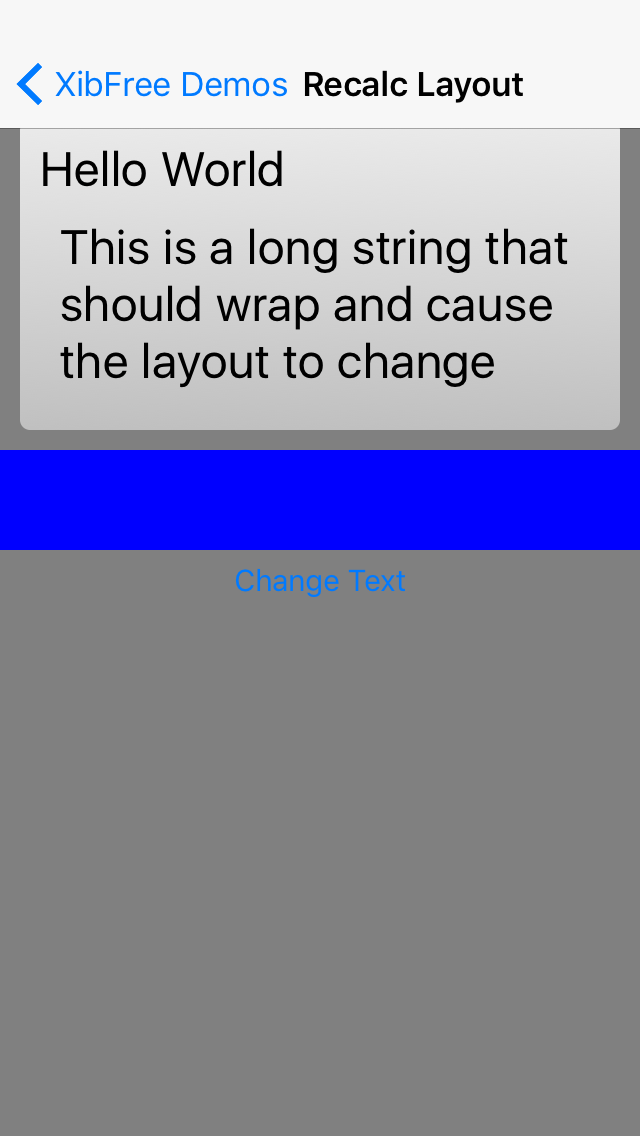 XibFree Demos Recalc Layout
Hello World
This is a long string that
should wrap and cause
the layout to change
Change Text